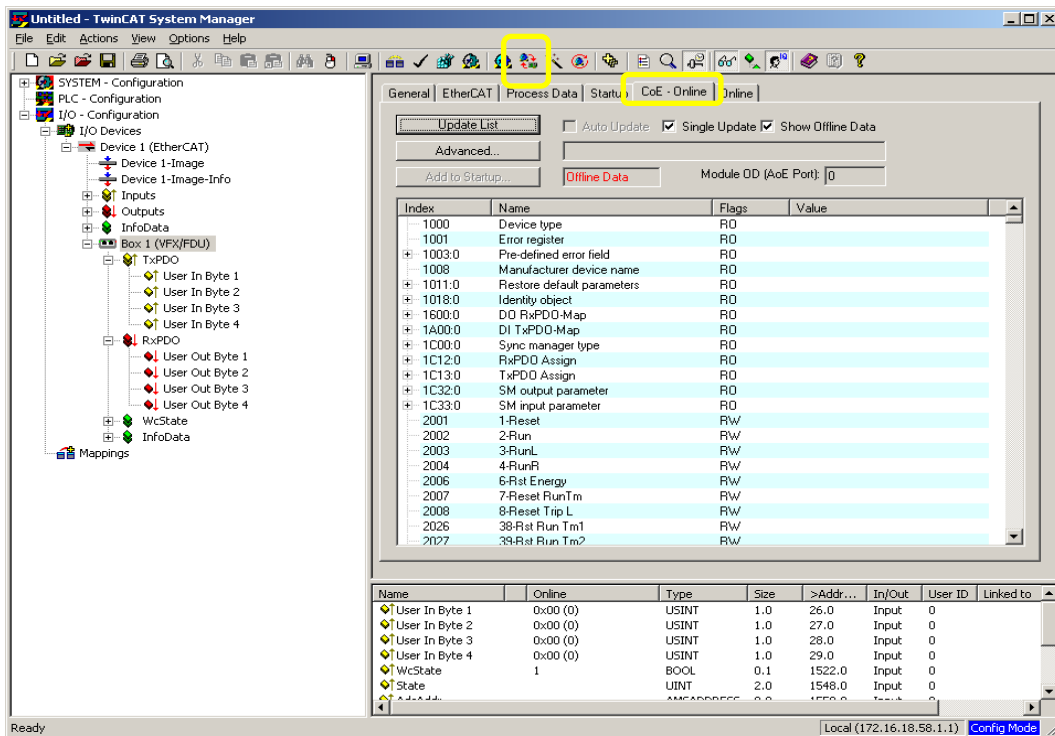 Untitled - TwinCAT System Manager
File Edit Actions View Options Help
SYSTEM - Configuration
PLC - Configuration
I/O - Configuration
I/O Devices
Device 1 (EtherCAT)
Device 1-Image
Device 1-Image-Info
Inputs
Outputs
InfoData
Box 1 (VFX/FDU)
TxPDO
User In Byte 1
User In Byte 2
User In Byte 3
User In Byte 4
RxPDO
User Out Byte 1
User Out Byte 2
User Out Byte 3
User Out Byte 4
WcState
InfoData
Mappings
General EtherCAT Process Data Startup CoE - Online Online
Update List Auto Update Single Update Show Offline Data
Advanced...
Add to Startup... Offline Data Module OD (AoE Port): 0
Index Name Flags Value
1000 Device type RO
1001 Error register RO
1003:0 Pre-defined error field RO
1008 Manufacturer device name RO
1011:0 Restore default parameters RO
1018:0 Identity object RO
1600:0 DO RxPDO-Map RO
1A00:0 DI TxPDO-Map RO
1C00:0 Sync manager type RO
1C12:0 RxPDO Assign RO
1C13:0 TxPDO Assign RO
1C32:0 SM output parameter RO
1C33:0 SM input parameter RO
2001 1-Reset RW
2002 2-Run RW
2003 3-RunL RW
2004 4-RunR RW
2006 6-Rst Energy RW
2007 7-Reset RunTm RW
2008 8-Reset Trip L RW
2026 38-Rst Run Tm1 RW
2027 39-Rst Run Tm2 RW
Name Online Type Size >Addr... In/Out User ID Linked to
User In Byte 1 0x00 (0) USINT 1.0 26.0 Input 0
User In Byte 2 0x00 (0) USINT 1.0 27.0 Input 0
User In Byte 3 0x00 (0) USINT 1.0 28.0 Input 0
User In Byte 4 0x00 (0) USINT 1.0 29.0 Input 0
WcState 1 BOOL 0.1 1522.0 Input 0
State UINT 2.0 1548.0 Input 0
Ready Local (172.16.18.58.1.1) Config Mode